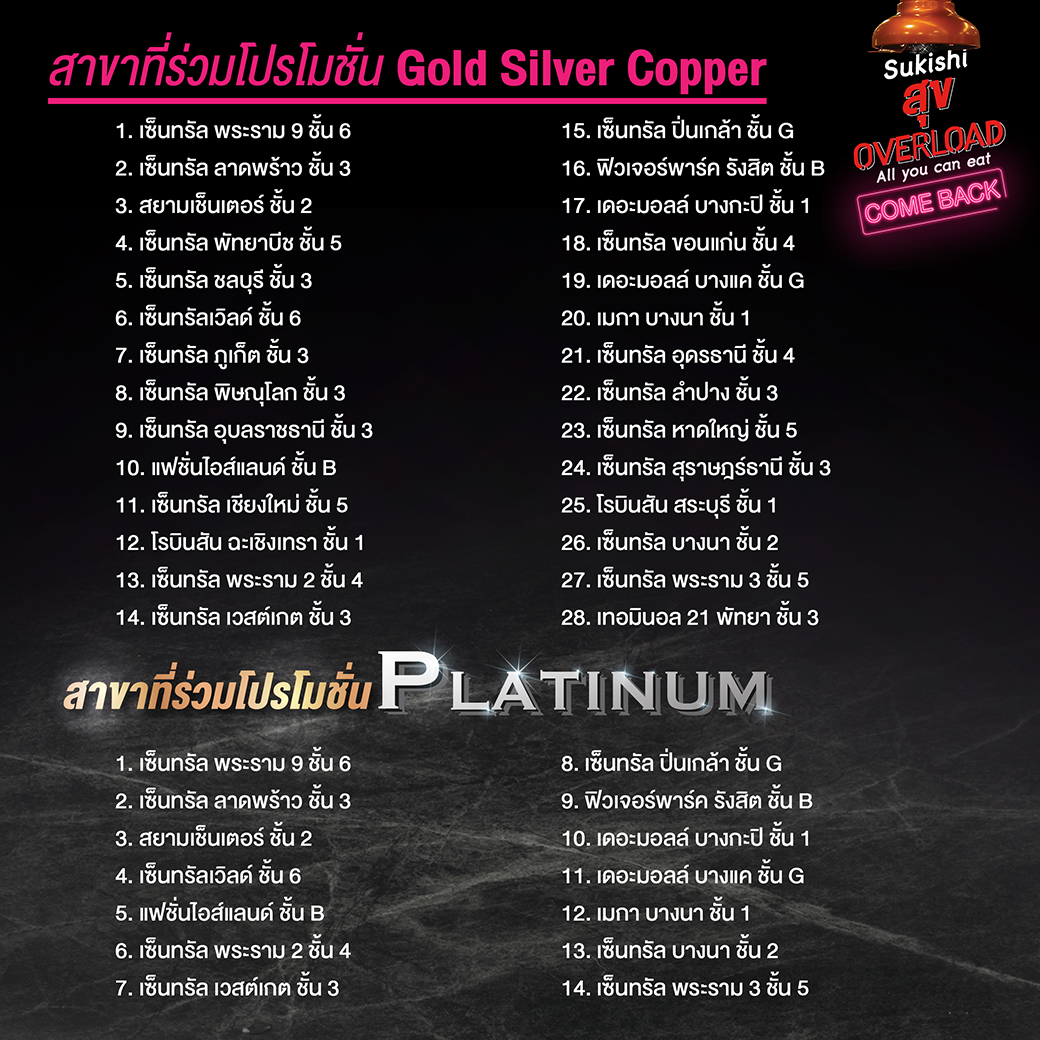 สาขาที่ร่วมโปรโมชั่น Gold Silver Copper
Sukishi
สุข
OVERLOAD
All you can eat
COME BACK
1. เซ็นทรัล พระราม 9 ชั้น 6
2. เซ็นทรัล ลาดพร้าว ชั้น 3
3. สยามเซ็นเตอร์ ชั้น 2
4. เซ็นทรัล พัทยาบีช ชั้น 5
5. เซ็นทรัล ชลบุรี ชั้น 3
6. เซ็นทรัลเวิลด์ ชั้น 6
7. เซ็นทรัล ภูเก็ต ชั้น 3
8. เซ็นทรัล พิษณุโลก ชั้น 3
9. เซ็นทรัล อุบลราชธานี ชั้น 3
10. แฟชั่นไอส์แลนด์ ชั้น B
11. เซ็นทรัล เชียงใหม่ ชั้น 5
12. โรบินสัน ฉะเชิงเทรา ชั้น 1
13. เซ็นทรัล พระราม 2 ชั้น 4
14. เซ็นทรัล เวสต์เกต ชั้น 3
15. เซ็นทรัล ปิ่นเกล้า ชั้น G
16. ฟิวเจอร์พาร์ค รังสิต ชั้น B
17. เดอะมอลล์ บางกะปิ ชั้น 1
18. เซ็นทรัล ขอนแก่น ชั้น 4
19. เดอะมอลล์ บางแค ชั้น G
20. เมกา บางนา ชั้น 1
21. เซ็นทรัล อุดรธานี ชั้น 4
22. เซ็นทรัล ลำปาง ชั้น 3
23. เซ็นทรัล หาดใหญ่ ชั้น 5
24. เซ็นทรัล สุราษฎร์ธานี ชั้น 3
25. โรบินสัน สระบุรี ชั้น 1
26. เซ็นทรัล บางนา ชั้น 2
27. เซ็นทรัล พระราม 3 ชั้น 5
28. เทอมินอล 21 พัทยา ชั้น 3
สาขาที่ร่วมโปรโมชั่น PLATINUM
1. เซ็นทรัล พระราม 9 ชั้น 6
2. เซ็นทรัล ลาดพร้าว ชั้น 3
3. สยามเซ็นเตอร์ ชั้น 2
4. เซ็นทรัลเวิลด์ ชั้น 6
5. แฟชั่นไอส์แลนด์ ชั้น B
6. เซ็นทรัล พระราม 2 ชั้น 4
7. เซ็นทรัล เวสต์เกต ชั้น 3
8. เซ็นทรัล ปิ่นเกล้า ชั้น G
9. ฟิวเจอร์พาร์ค รังสิต ชั้น B
10. เดอะมอลล์ บางกะปิ ชั้น 1
11. เดอะมอลล์ บางแค ชั้น G
12. เมกา บางนา ชั้น 1
13. เซ็นทรัล บางนา ชั้น 2
14. เซ็นทรัล พระราม 3 ชั้น 5